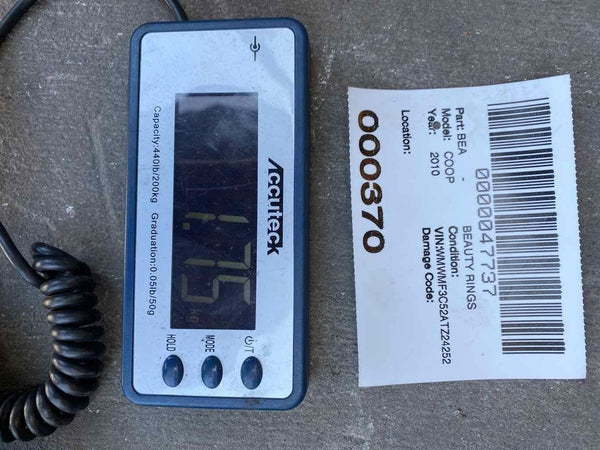 Accuteck
1.75 kg
Capacity:440lb/200kg Graduation:0.05lb/50g
⏻/T
MODE
HOLD
0000047737
Part: BEA - BEAUTY RINGS
Model: COOP Condition:
VIN:WMWMF3C52ATZ24252
Year: 2010 Damage Code:
Location:
000370